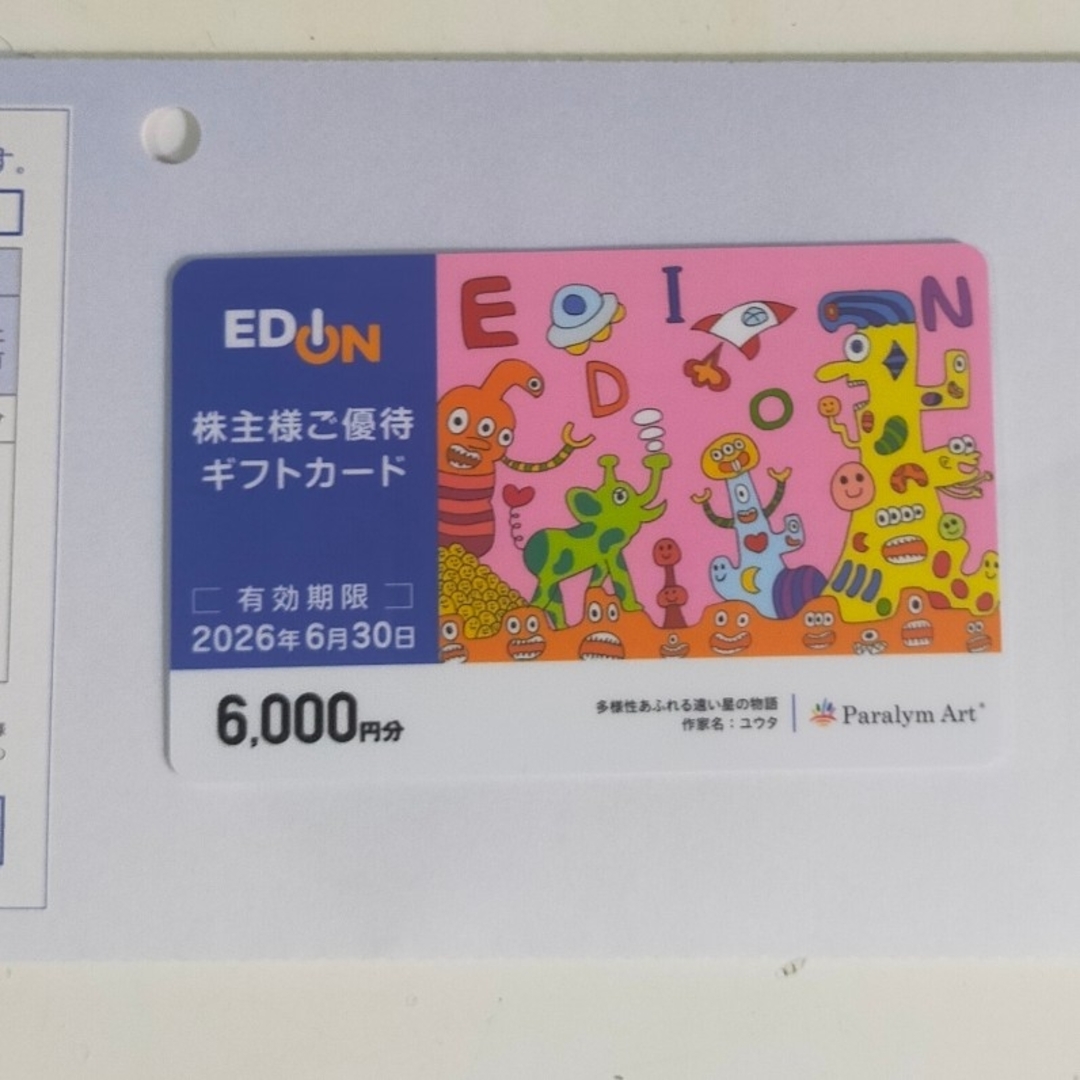 す。
EDION
E
D
I
O
N
株主様ご優待
ギフトカード
有効期限
2026年6月30日
6,000円分
多様性あふれる遠い星の物語
作家名：ユウタ
Paralym Art®